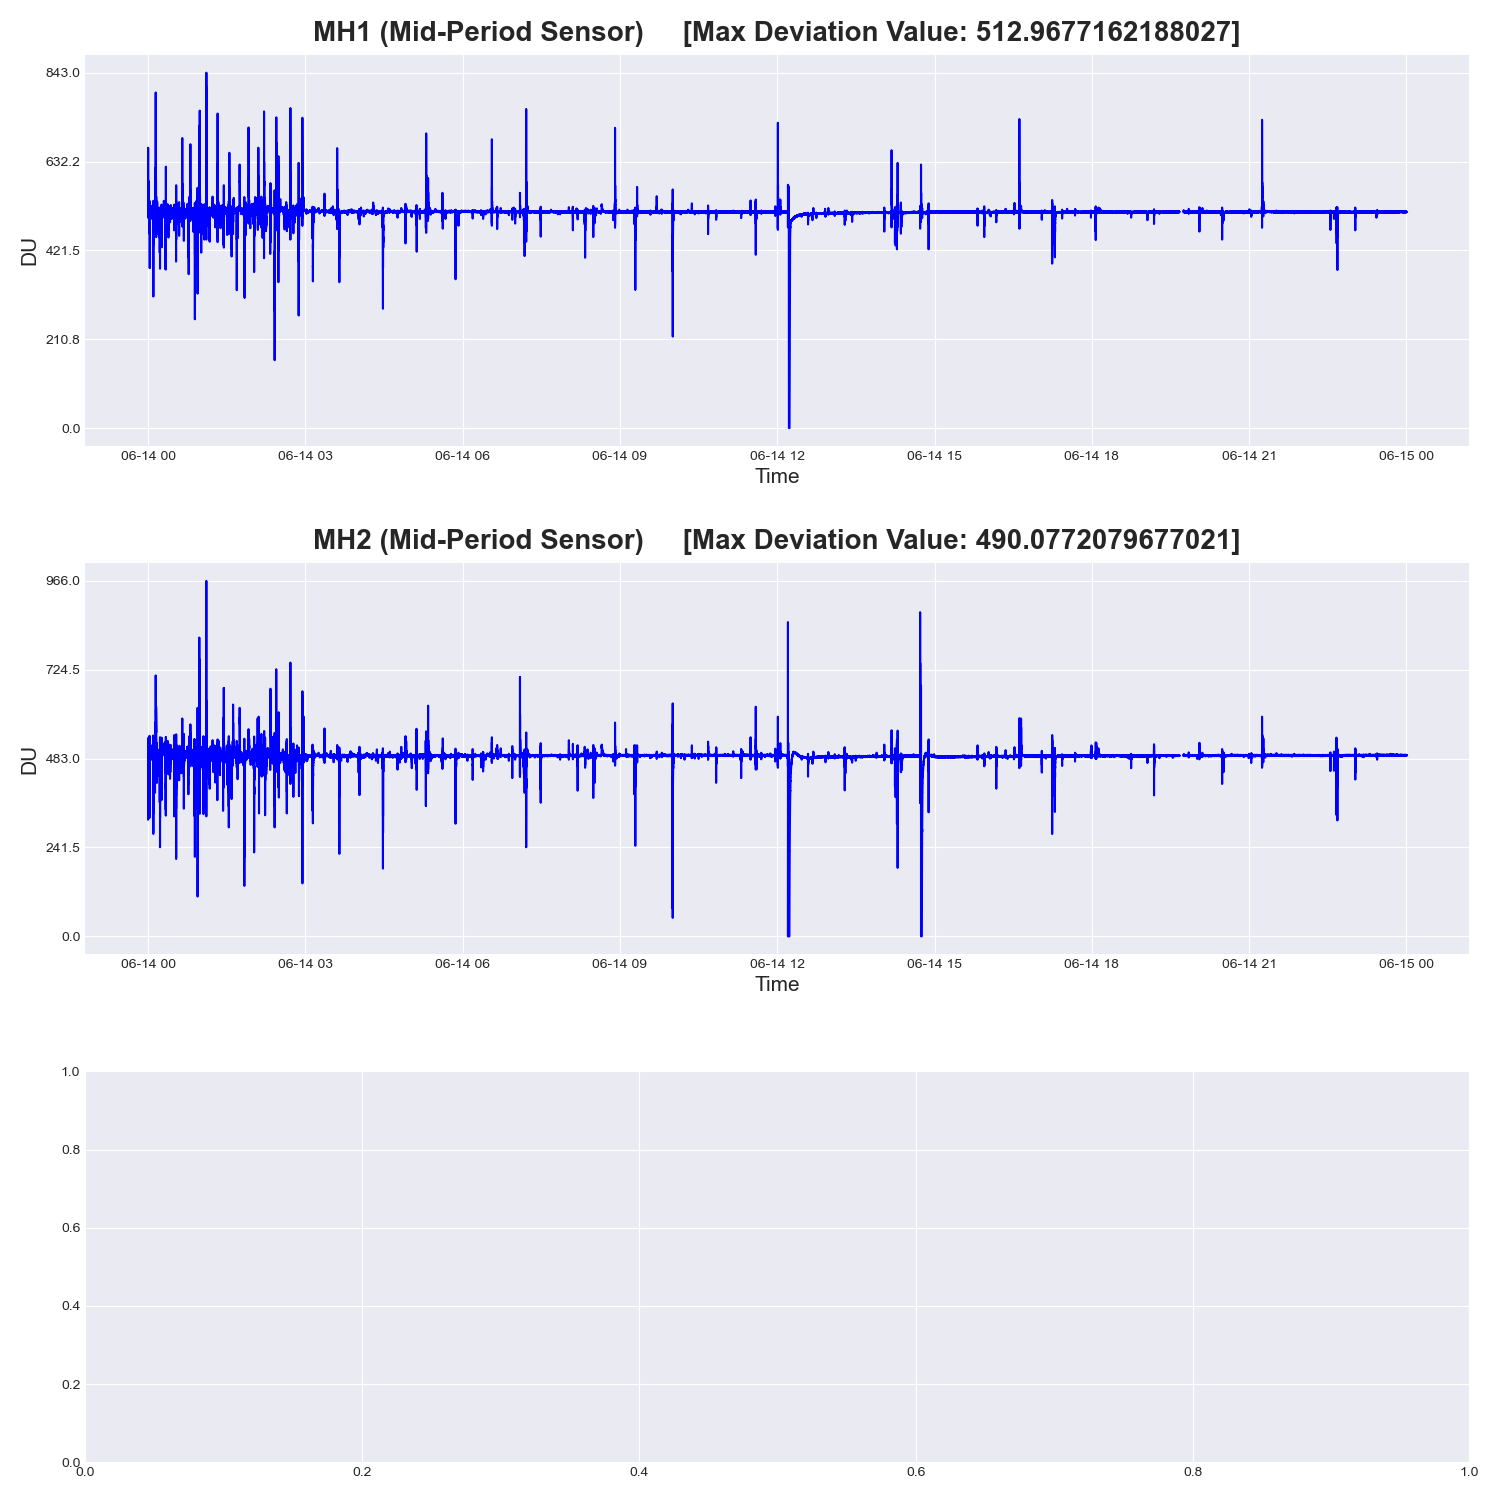 MH1 (Mid-Period Sensor) [Max Deviation Value: 512.9677162188027]
843.0
632.2
421.5
210.8
0.0
DU
06-14 00 06-14 03 06-14 06 06-14 09 06-14 12 06-14 15 06-14 18 06-14 21 06-15 00
Time
MH2 (Mid-Period Sensor) [Max Deviation Value: 490.0772079677021]
966.0
724.5
483.0
241.5
0.0
DU
06-14 00 06-14 03 06-14 06 06-14 09 06-14 12 06-14 15 06-14 18 06-14 21 06-15 00
Time
1.0
0.8
0.6
0.4
0.2
0.0
0.0 0.2 0.4 0.6 0.8 1.0